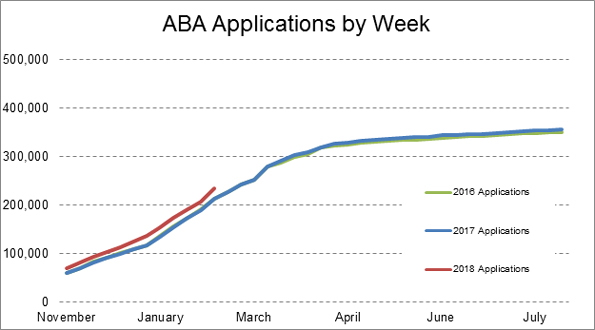 ABA Applications by Week
500,000
400,000
300,000
200,000
100,000
0
2016 Applications
2017 Applications
2018 Applications
November January March April June July